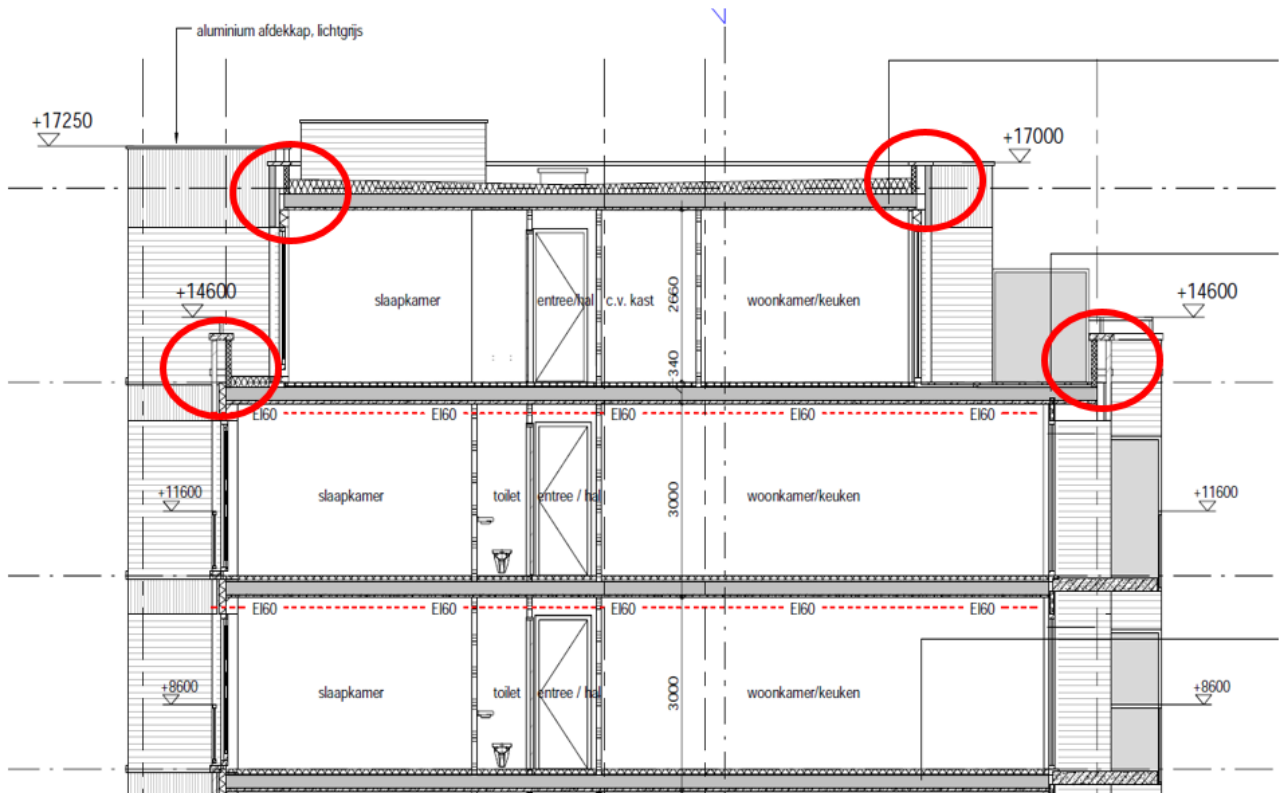 aluminium afdekkap, lichtgrijs
+17250
+17000
+14600
slaapkamer
entree/hal
c.v. kast
2660
woonkamer/keuken
+14600
340
EI60
EI60
EI60
EI60
EI60
+11600
slaapkamer
toilet
entree / hal
3000
woonkamer/keuken
+11600
EI60
EI60
EI60
EI60
EI60
+8600
slaapkamer
toilet
entree / hal
3000
woonkamer/keuken
+8600